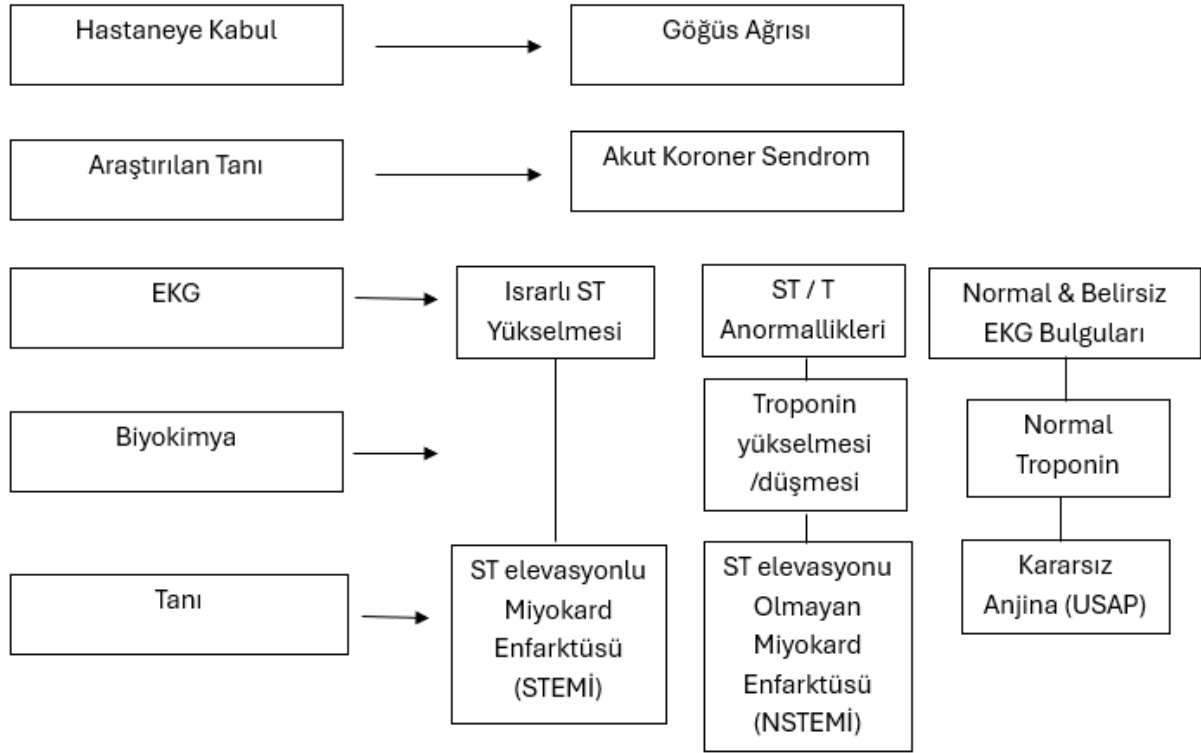 Hastaneye Kabul
Göğüs Ağrısı
Araştırılan Tanı
Akut Koroner Sendrom
EKG
Israrlı ST
Yükselmesi
ST / T
Anormallikleri
Normal & Belirsiz
EKG Bulguları
Biyokimya
Troponin
yükselmesi
/düşmesi
Normal
Troponin
Tanı
ST elevasyonlu
Miyokard
Enfarktüsü
(STEMİ)
ST elevasyonu
Olmayan
Miyokard
Enfarktüsü
(NSTEMİ)
Kararsız
Anjina (USAP)